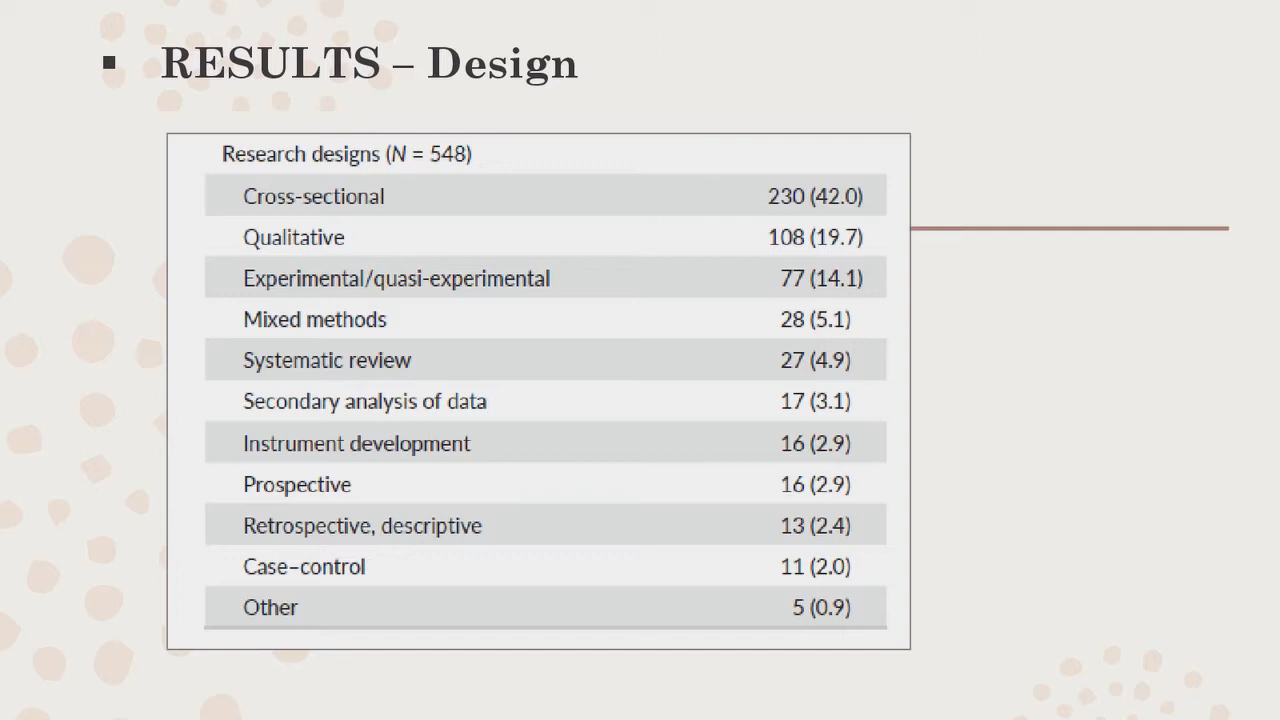 ▪ RESULTS – Design
Research designs (N = 548)
Cross-sectional 230 (42.0)
Qualitative 108 (19.7)
Experimental/quasi-experimental 77 (14.1)
Mixed methods 28 (5.1)
Systematic review 27 (4.9)
Secondary analysis of data 17 (3.1)
Instrument development 16 (2.9)
Prospective 16 (2.9)
Retrospective, descriptive 13 (2.4)
Case–control 11 (2.0)
Other 5 (0.9)